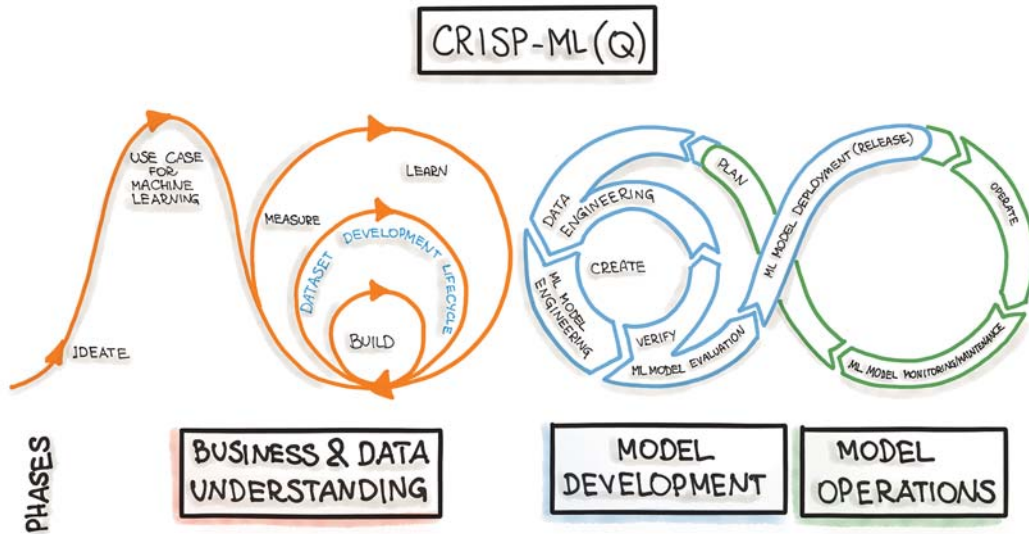 CRISP-ML(Q)
USE CASE
FOR
MACHINE
LEARNING
IDEATE
MEASURE
LEARN
DATASET DEVELOPMENT LIFECYCLE
BUILD
DATA
ENGINEERING
PLAN
CREATE
ML MODEL
ENGINEERING
VERIFY
ML MODEL EVALUATION
ML MODEL DEPLOYMENT (RELEASE)
OPERATE
ML MODEL MONITORING/MAINTENANCE
PHASES
BUSINESS & DATA
UNDERSTANDING
MODEL
DEVELOPMENT
MODEL
OPERATIONS